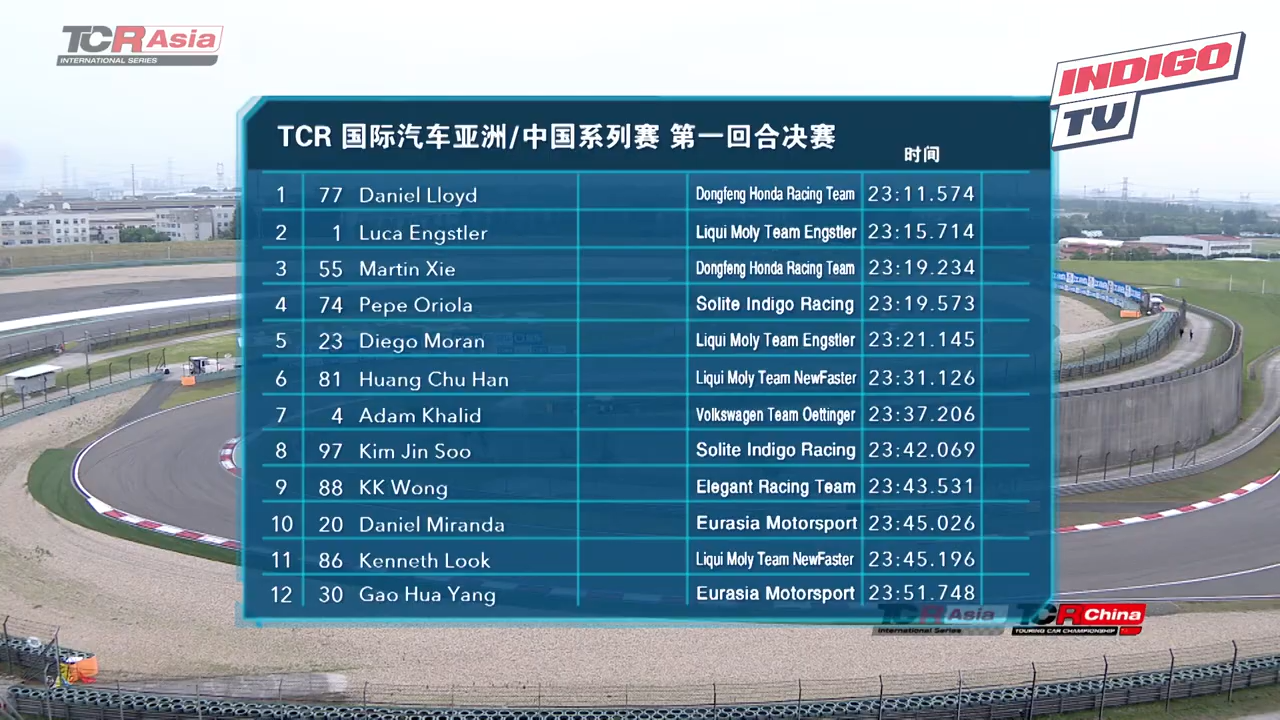 TCR Asia
INTERNATIONAL SERIES
INDIGO
TV
TCR 国际汽车亚洲/中国系列赛 第一回合决赛
时间
1 77 Daniel Lloyd Dongfeng Honda Racing Team 23:11.574
2 1 Luca Engstler Liqui Moly Team Engstler 23:15.714
3 55 Martin Xie Dongfeng Honda Racing Team 23:19.234
4 74 Pepe Oriola Solite Indigo Racing 23:19.573
5 23 Diego Moran Liqui Moly Team Engstler 23:21.145
6 81 Huang Chu Han Liqui Moly Team NewFaster 23:31.126
7 4 Adam Khalid Volkswagen Team Oettinger 23:37.206
8 97 Kim Jin Soo Solite Indigo Racing 23:42.069
9 88 KK Wong Elegant Racing Team 23:43.531
10 20 Daniel Miranda Eurasia Motorsport 23:45.026
11 86 Kenneth Look Liqui Moly Team NewFaster 23:45.196
12 30 Gao Hua Yang Eurasia Motorsport 23:51.748
TCR Asia TCR China
International Series TOURING CAR CHAMPIONSHIP